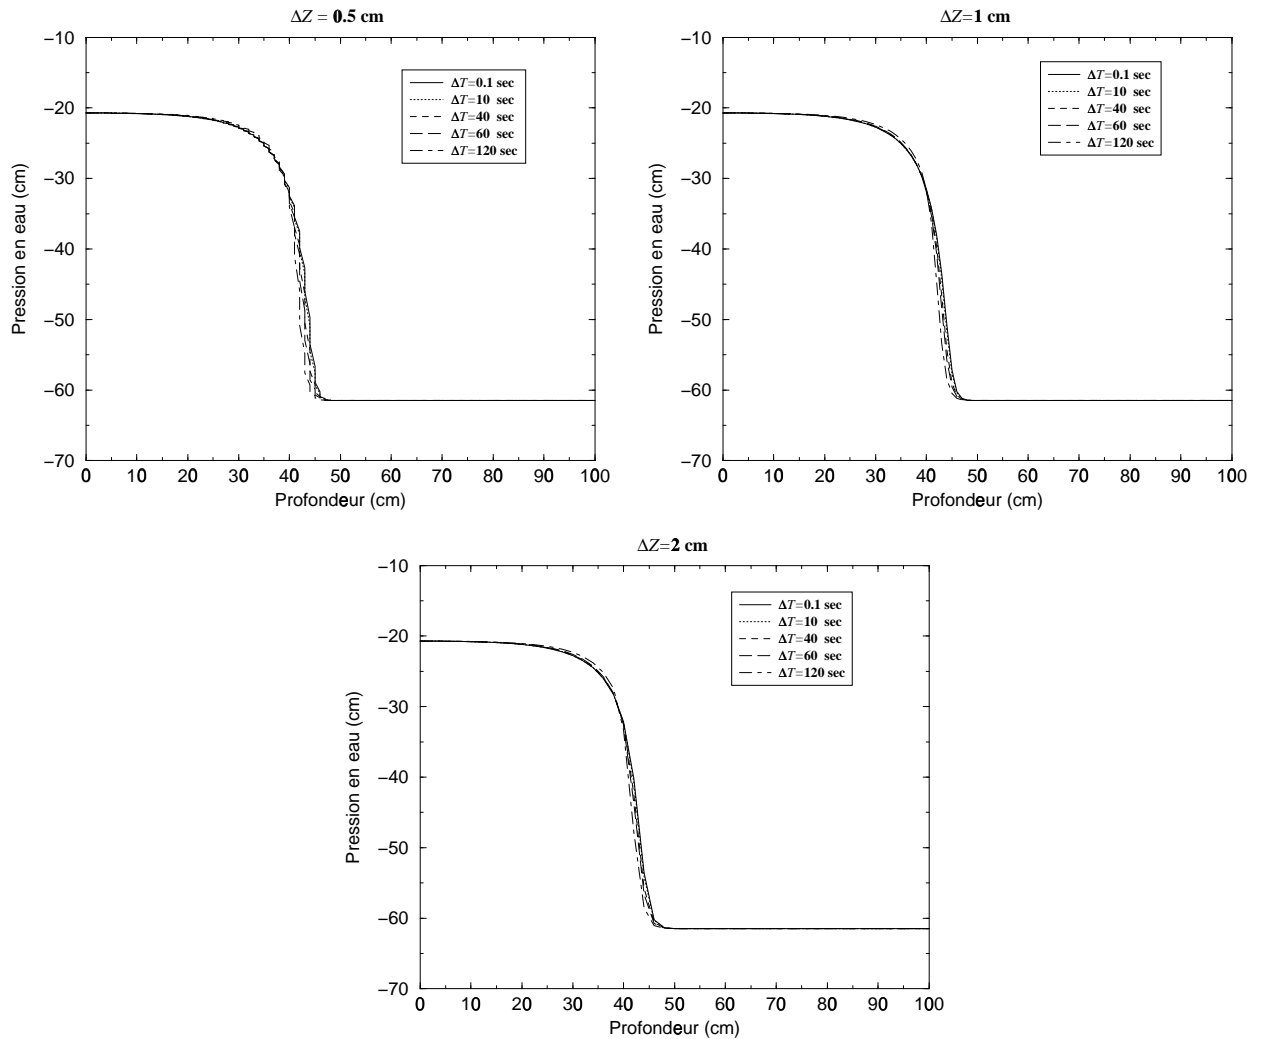 ΔZ = 0.5 cm
−10
−20
−30
−40
−50
−60
−70
Pression en eau (cm)
ΔT=0.1 sec
ΔT=10 sec
ΔT=40 sec
ΔT=60 sec
ΔT=120 sec
0 10 20 30 40 50 60 70 80 90 100
Profondeur (cm)
ΔZ=1 cm
−10
−20
−30
−40
−50
−60
−70
Pression en eau (cm)
ΔT=0.1 sec
ΔT=10 sec
ΔT=40 sec
ΔT=60 sec
ΔT=120 sec
0 10 20 30 40 50 60 70 80 90 100
Profondeur (cm)
ΔZ=2 cm
−10
−20
−30
−40
−50
−60
−70
Pression en eau (cm)
ΔT=0.1 sec
ΔT=10 sec
ΔT=40 sec
ΔT=60 sec
ΔT=120 sec
0 10 20 30 40 50 60 70 80 90 100
Profondeur (cm)